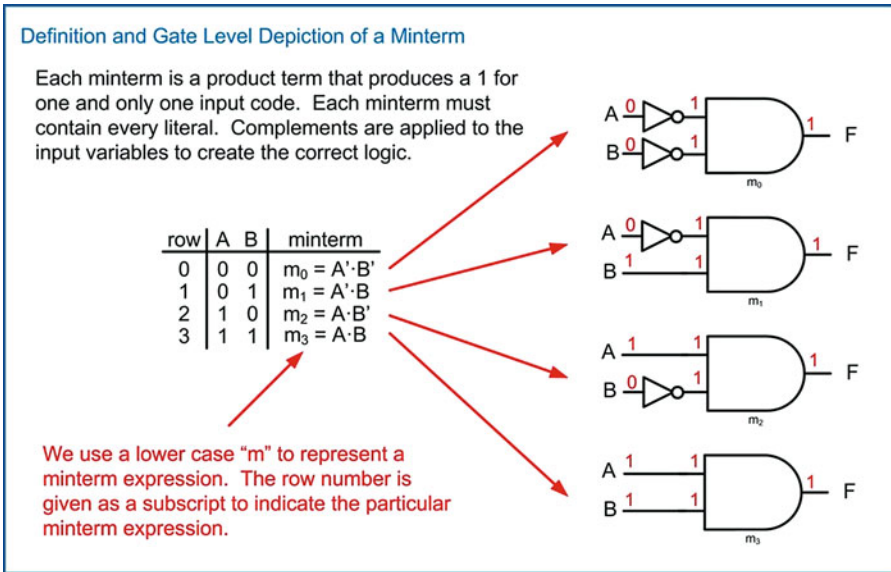 Definition and Gate Level Depiction of a Minterm
Each minterm is a product term that produces a 1 for
one and only one input code. Each minterm must
contain every literal. Complements are applied to the
input variables to create the correct logic.
row A B minterm
0 0 0 m₀ = A'·B'
1 0 1 m₁ = A'·B
2 1 0 m₂ = A·B'
3 1 1 m₃ = A·B
We use a lower case “m” to represent a
minterm expression. The row number is
given as a subscript to indicate the particular
minterm expression.
A 0 1
B 0 1
1 F
m₀
A 0 1
B 1 1
1 F
m₁
A 1 1
B 0 1
1 F
m₂
A 1 1
B 1 1
1 F
m₃